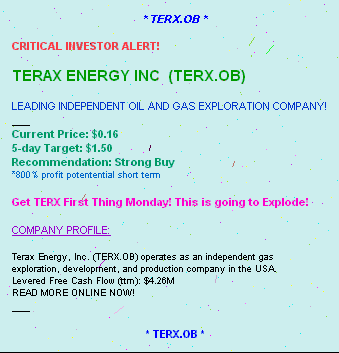 * TERX.OB *
CRITICAL INVESTOR ALERT!
TERAX ENERGY INC (TERX.OB)
LEADING INDEPENDENT OIL AND GAS EXPLORATION COMPANY!
Current Price: $0.16
5-day Target: $1.50
Recommendation: Strong Buy
*800% profit potentential short term
Get TERX First Thing Monday! This is going to Explode!
COMPANY PROFILE:
Terax Energy, Inc. (TERX.OB) operates as an independent gas
exploration, development, and production company in the USA.
Levered Free Cash Flow (ttm): $4.26M
READ MORE ONLINE NOW!
* TERX.OB *